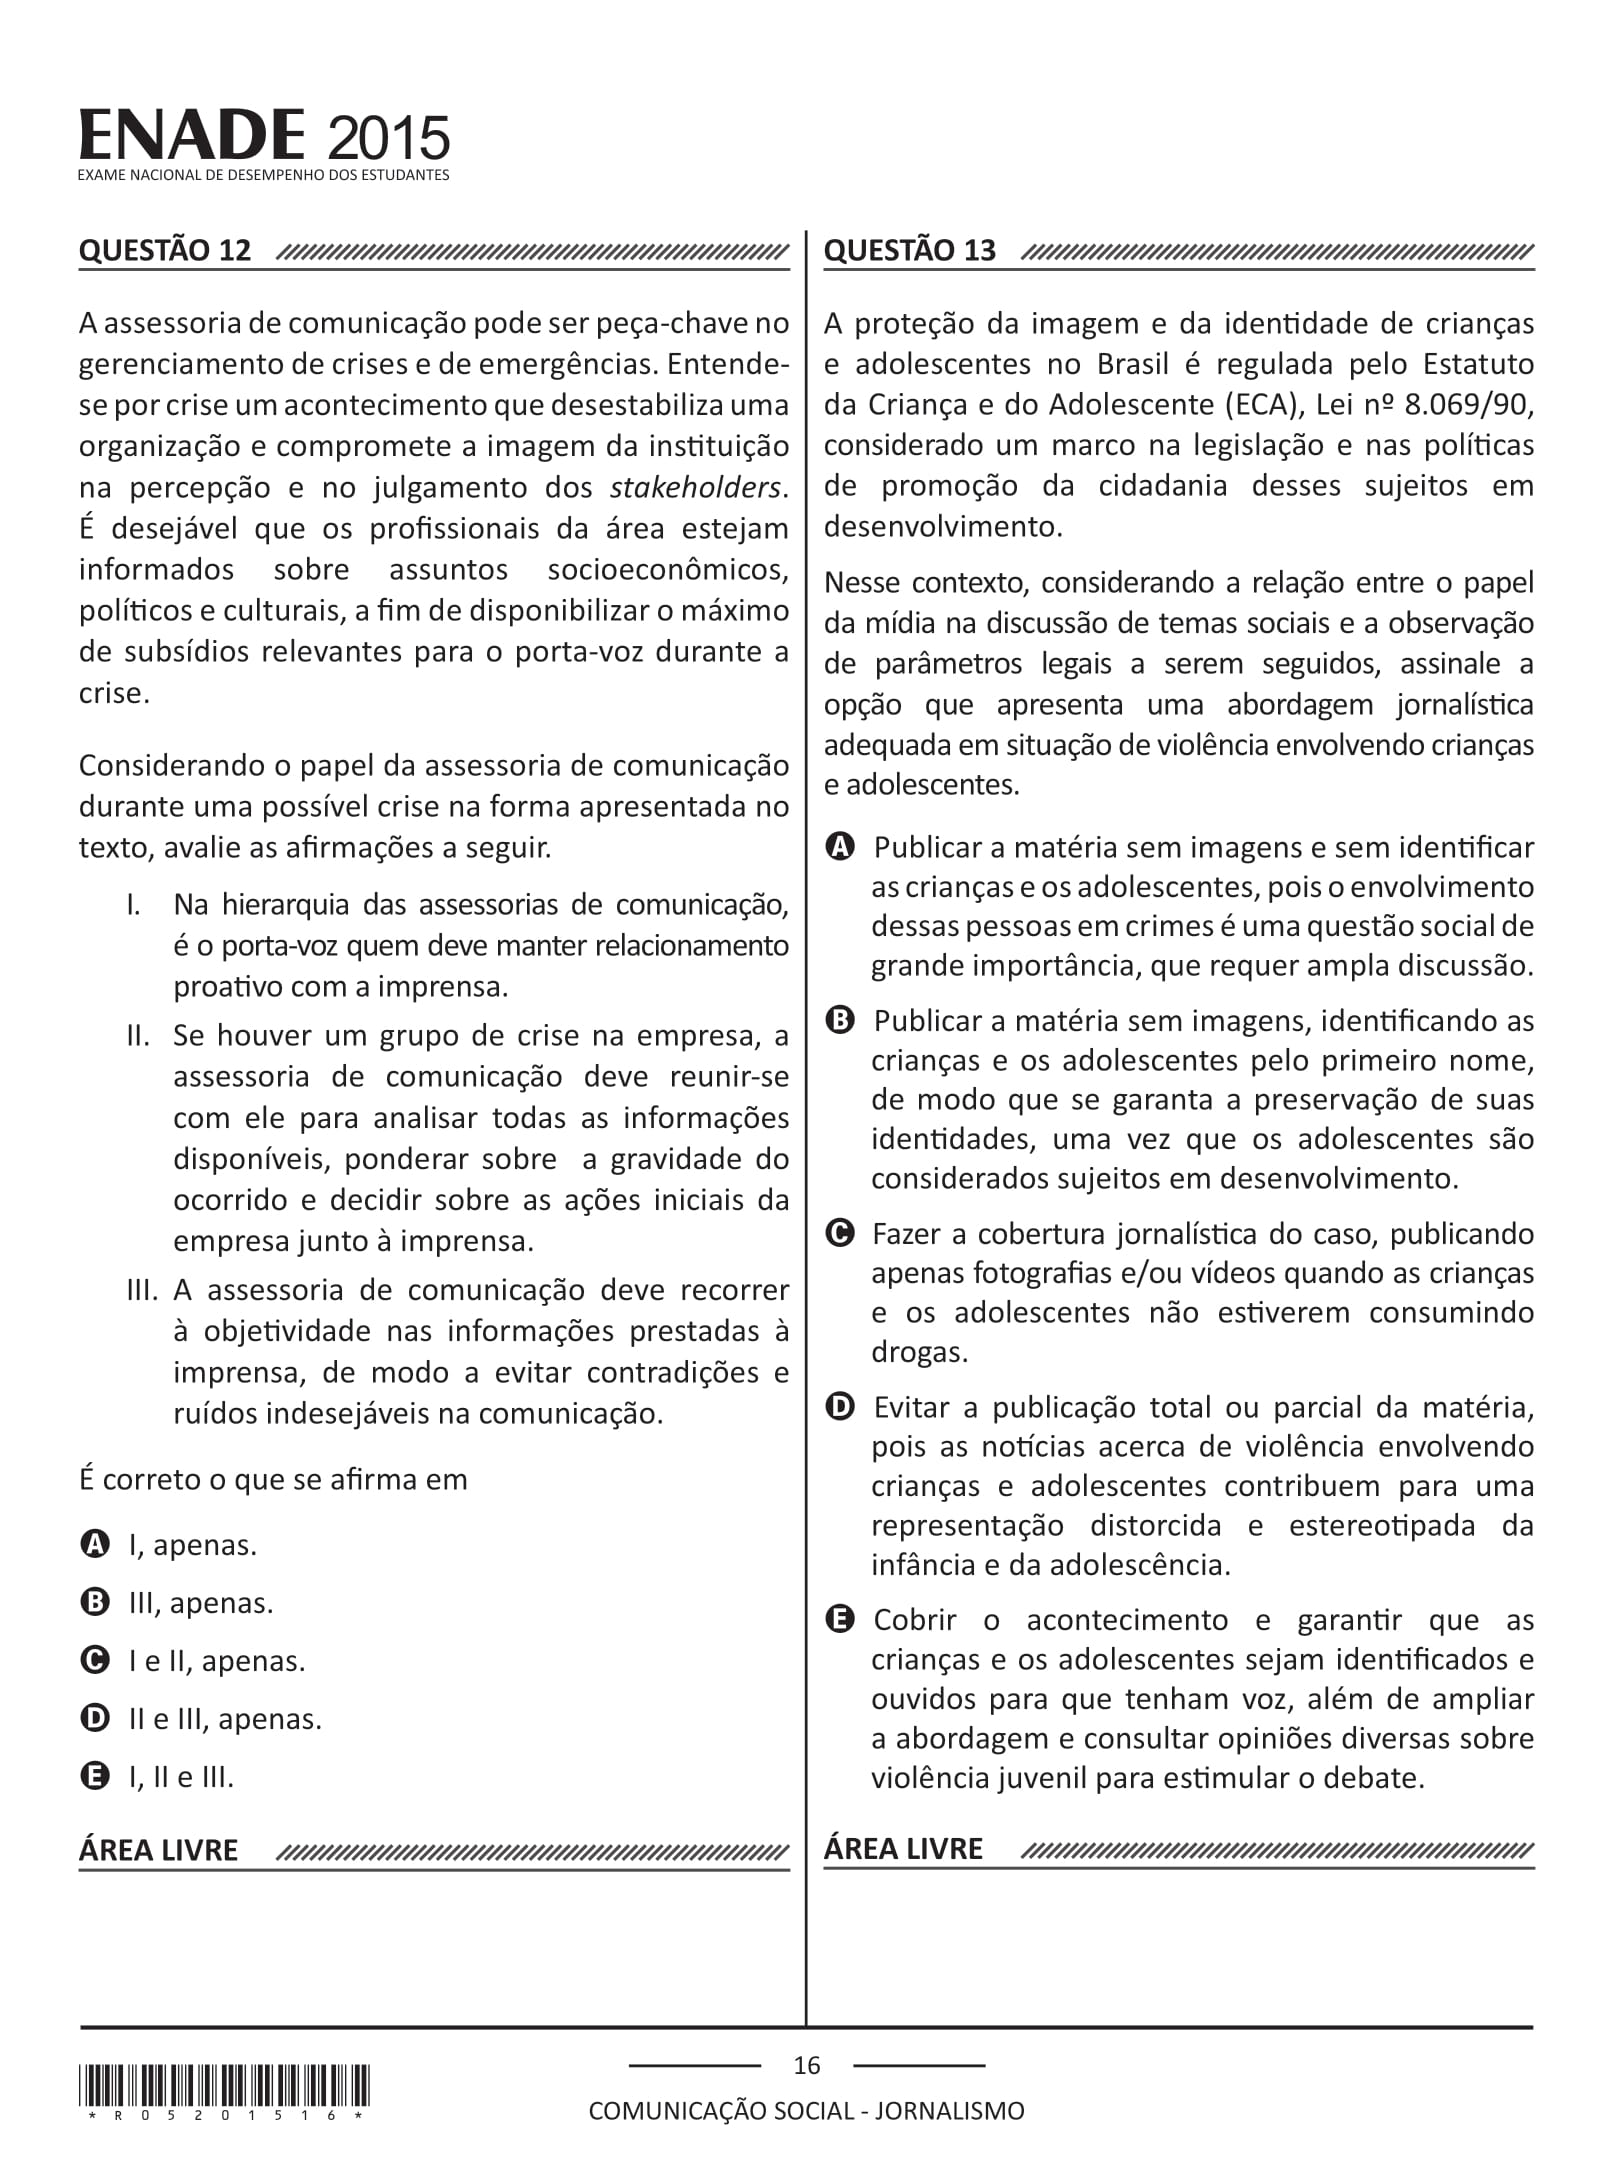 ENADE 2015
EXAME NACIONAL DE DESEMPENHO DOS ESTUDANTES
QUESTÃO 12
A assessoria de comunicação pode ser peça-chave no
gerenciamento de crises e de emergências. Entende-
se por crise um acontecimento que desestabiliza uma
organização e compromete a imagem da instituição
na percepção e no julgamento dos stakeholders.
É desejável que os profissionais da área estejam
informados sobre assuntos socioeconômicos,
políticos e culturais, a fim de disponibilizar o máximo
de subsídios relevantes para o porta-voz durante a
crise.
Considerando o papel da assessoria de comunicação
durante uma possível crise na forma apresentada no
texto, avalie as afirmações a seguir.
I. Na hierarquia das assessorias de comunicação,
é o porta-voz quem deve manter relacionamento
proativo com a imprensa.
II. Se houver um grupo de crise na empresa, a
assessoria de comunicação deve reunir-se
com ele para analisar todas as informações
disponíveis, ponderar sobre a gravidade do
ocorrido e decidir sobre as ações iniciais da
empresa junto à imprensa.
III. A assessoria de comunicação deve recorrer
à objetividade nas informações prestadas à
imprensa, de modo a evitar contradições e
ruídos indesejáveis na comunicação.
É correto o que se afirma em
A I, apenas.
B III, apenas.
C I e II, apenas.
D II e III, apenas.
E I, II e III.
ÁREA LIVRE
QUESTÃO 13
A proteção da imagem e da identidade de crianças
e adolescentes no Brasil é regulada pelo Estatuto
da Criança e do Adolescente (ECA), Lei nº 8.069/90,
considerado um marco na legislação e nas políticas
de promoção da cidadania desses sujeitos em
desenvolvimento.
Nesse contexto, considerando a relação entre o papel
da mídia na discussão de temas sociais e a observação
de parâmetros legais a serem seguidos, assinale a
opção que apresenta uma abordagem jornalística
adequada em situação de violência envolvendo crianças
e adolescentes.
A Publicar a matéria sem imagens e sem identificar
as crianças e os adolescentes, pois o envolvimento
dessas pessoas em crimes é uma questão social de
grande importância, que requer ampla discussão.
B Publicar a matéria sem imagens, identificando as
crianças e os adolescentes pelo primeiro nome,
de modo que se garanta a preservação de suas
identidades, uma vez que os adolescentes são
considerados sujeitos em desenvolvimento.
C Fazer a cobertura jornalística do caso, publicando
apenas fotografias e/ou vídeos quando as crianças
e os adolescentes não estiverem consumindo
drogas.
D Evitar a publicação total ou parcial da matéria,
pois as notícias acerca de violência envolvendo
crianças e adolescentes contribuem para uma
representação distorcida e estereotipada da
infância e da adolescência.
E Cobrir o acontecimento e garantir que as
crianças e os adolescentes sejam identificados e
ouvidos para que tenham voz, além de ampliar
a abordagem e consultar opiniões diversas sobre
violência juvenil para estimular o debate.
ÁREA LIVRE
*R05201516*
16
COMUNICAÇÃO SOCIAL - JORNALISMO